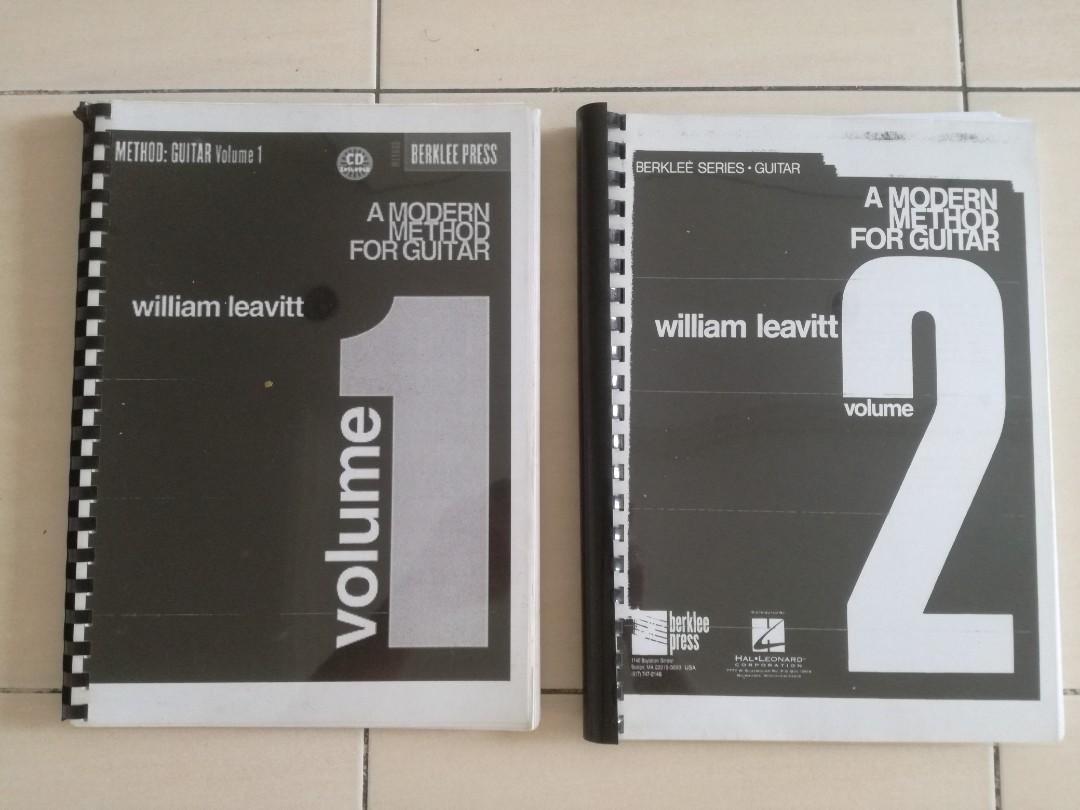 METHOD: GUITAR Volume 1
CD
BERKLEE PRESS
A MODERN
METHOD
FOR GUITAR
william leavitt
volume
1
BERKLEE SERIES • GUITAR
A MODERN
METHOD
FOR GUITAR
william leavitt
2
volume
berklee
press
HAL•LEONARD
CORPORATION